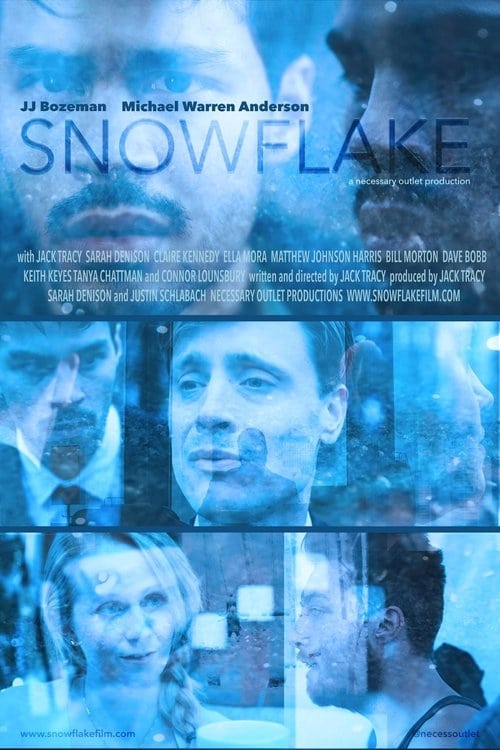 JJ Bozeman Michael Warren Anderson
SNOWFLAKE
a necessary outlet production
with JACK TRACY SARAH DENISON CLAIRE KENNEDY ELLA MORA MATTHEW JOHNSON HARRIS BILL MORTON DAVE BOBB
KEITH KEYES TANYA CHATTMAN and CONNOR LOUNSBURY written and directed by JACK TRACY produced by JACK TRACY
SARAH DENISON and JUSTIN SCHLABACH NECESSARY OUTLET PRODUCTIONS WWW.SNOWFLAKEFILM.COM
www.snowflakefilm.com @necessoutlet